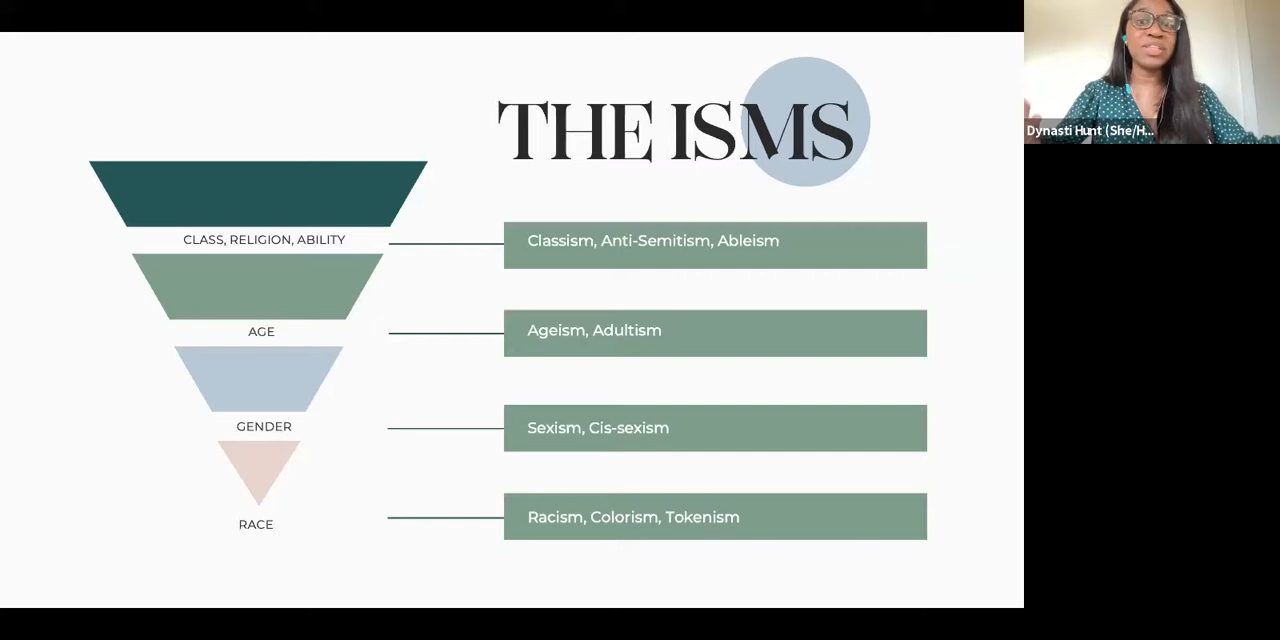 THE ISMS
CLASS, RELIGION, ABILITY
Classism, Anti-Semitism, Ableism
AGE
Ageism, Adultism
GENDER
Sexism, Cis-sexism
RACE
Racism, Colorism, Tokenism
Dynasti Hunt (She/H...